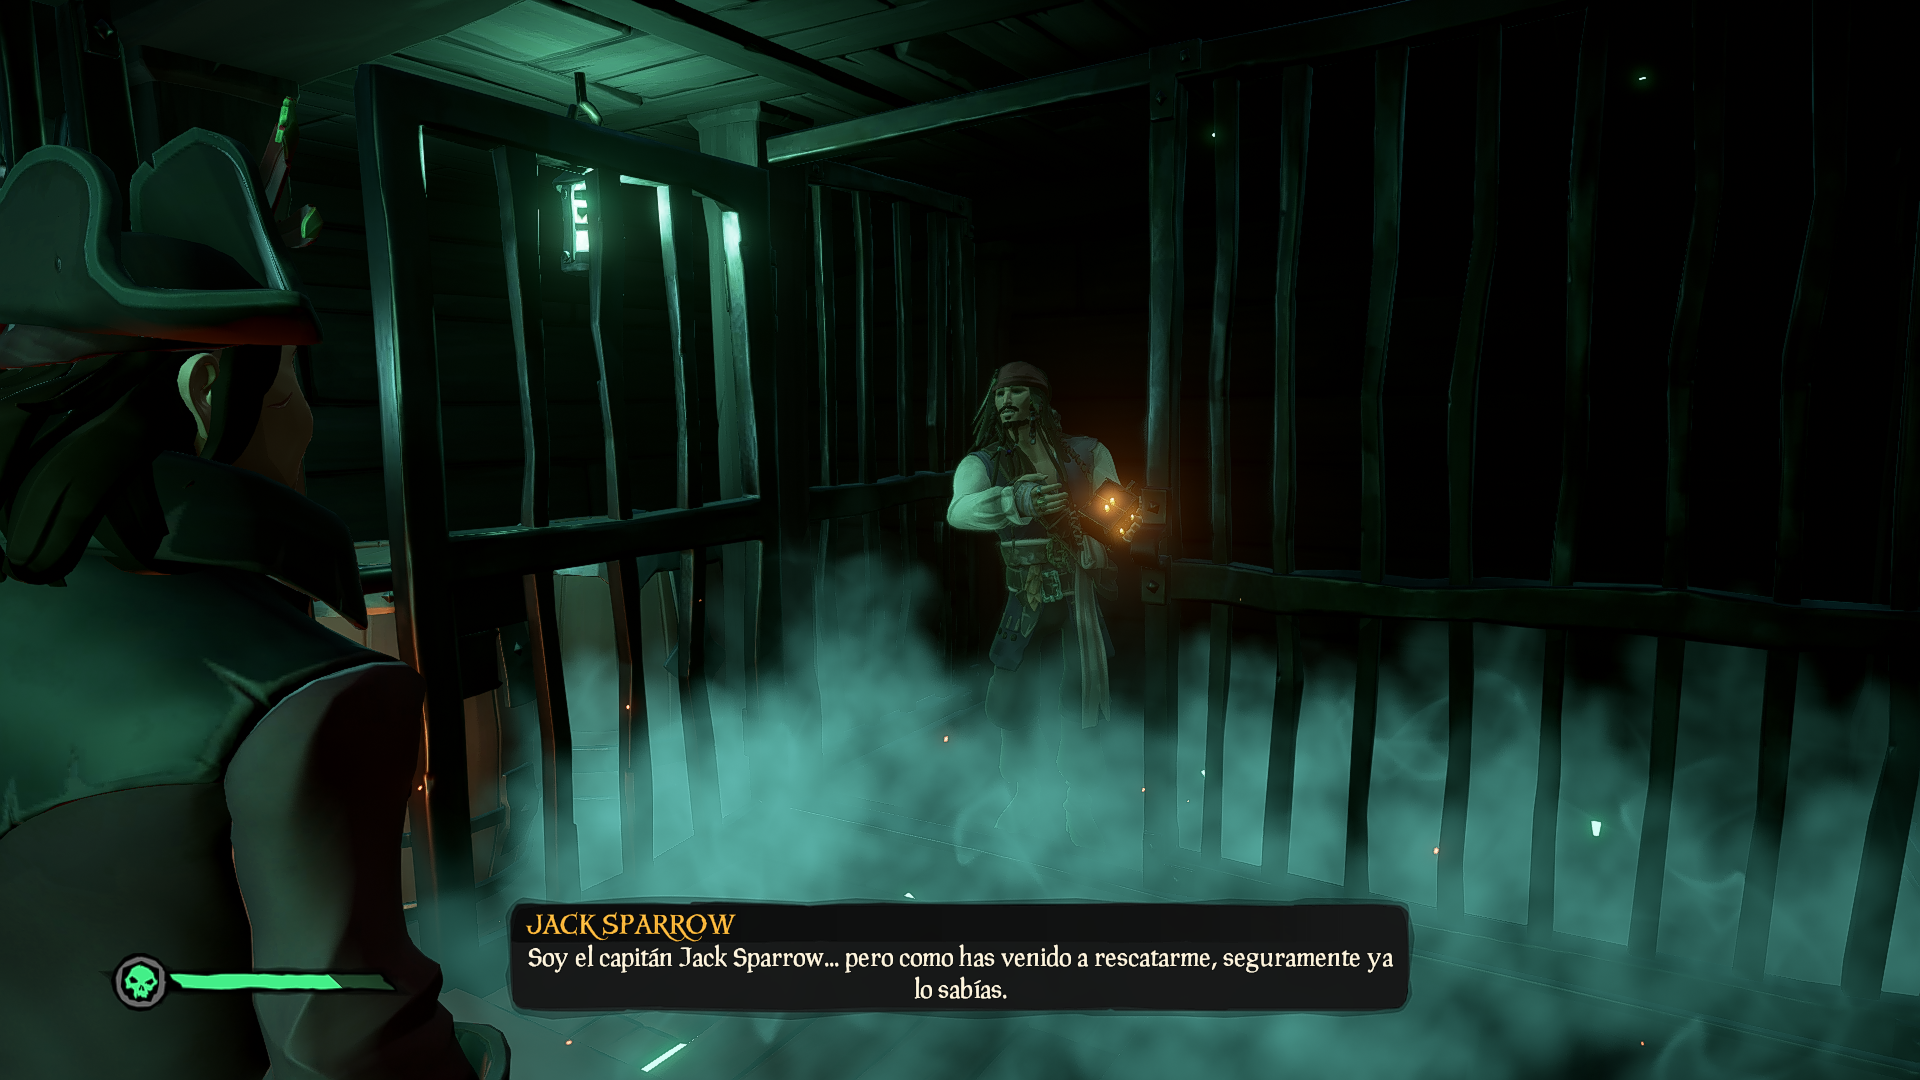 JACK SPARROW
Soy el capitán Jack Sparrow... pero como has venido a rescatarme, seguramente ya
lo sabías.